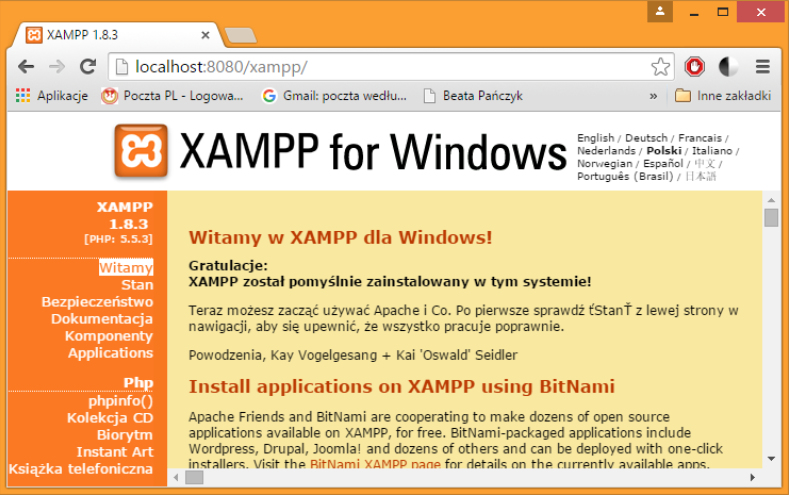 XAMPP 1.8.3
localhost:8080/xampp/
Aplikacje Poczta PL - Logowa... Gmail: poczta wedłu... Beata Pańczyk » Inne zakładki
XAMPP for Windows
English / Deutsch / Francais /
Nederlands / Polski / Italiano /
Norwegian / Español / 中文 /
Português (Brasil) / 日本語
XAMPP
1.8.3
[PHP: 5.5.3]
Witamy
Stan
Bezpieczeństwo
Dokumentacja
Komponenty
Applications
Php
phpinfo()
Kolekcja CD
Biorytm
Instant Art
Książka telefoniczna
Witamy w XAMPP dla Windows!
Gratulacje:
XAMPP został pomyślnie zainstalowany w tym systemie!
Teraz możesz zacząć używać Apache i Co. Po pierwsze sprawdź ťStanŤ z lewej strony w
nawigacji, aby się upewnić, że wszystko pracuje poprawnie.
Powodzenia, Kay Vogelgesang + Kai 'Oswald' Seidler
Install applications on XAMPP using BitNami
Apache Friends and BitNami are cooperating to make dozens of open source
applications available on XAMPP, for free. BitNami-packaged applications include
Wordpress, Drupal, Joomla! and dozens of others and can be deployed with one-click
installers. Visit the BitNami XAMPP page for details on the currently available apps.